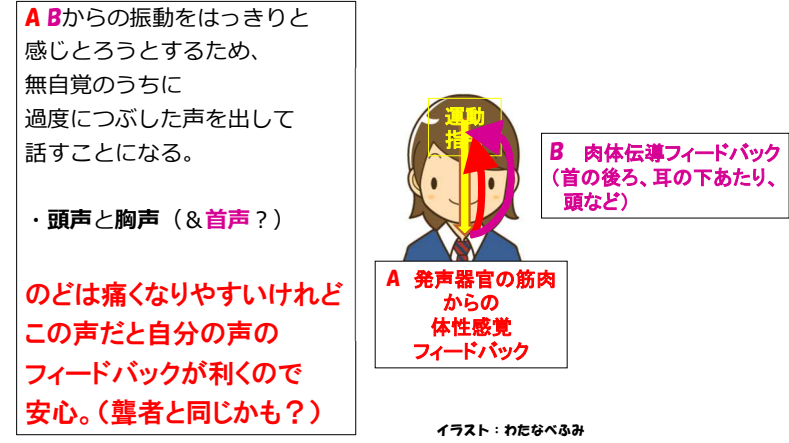 A Bからの振動をはっきりと
感じとろうとするため、
無自覚のうちに
過度につぶした声を出して
話すことになる。
・頭声と胸声（＆首声？）
のどは痛くなりやすいけれど
この声だと自分の声の
フィードバックが利くので
安心。（聾者と同じかも？）
運動
指
B 肉体伝導フィードバック
（首の後ろ、耳の下あたり、
頭など）
A 発声器官の筋肉
からの
体性感覚
フィードバック
イラスト：わたなべふみ